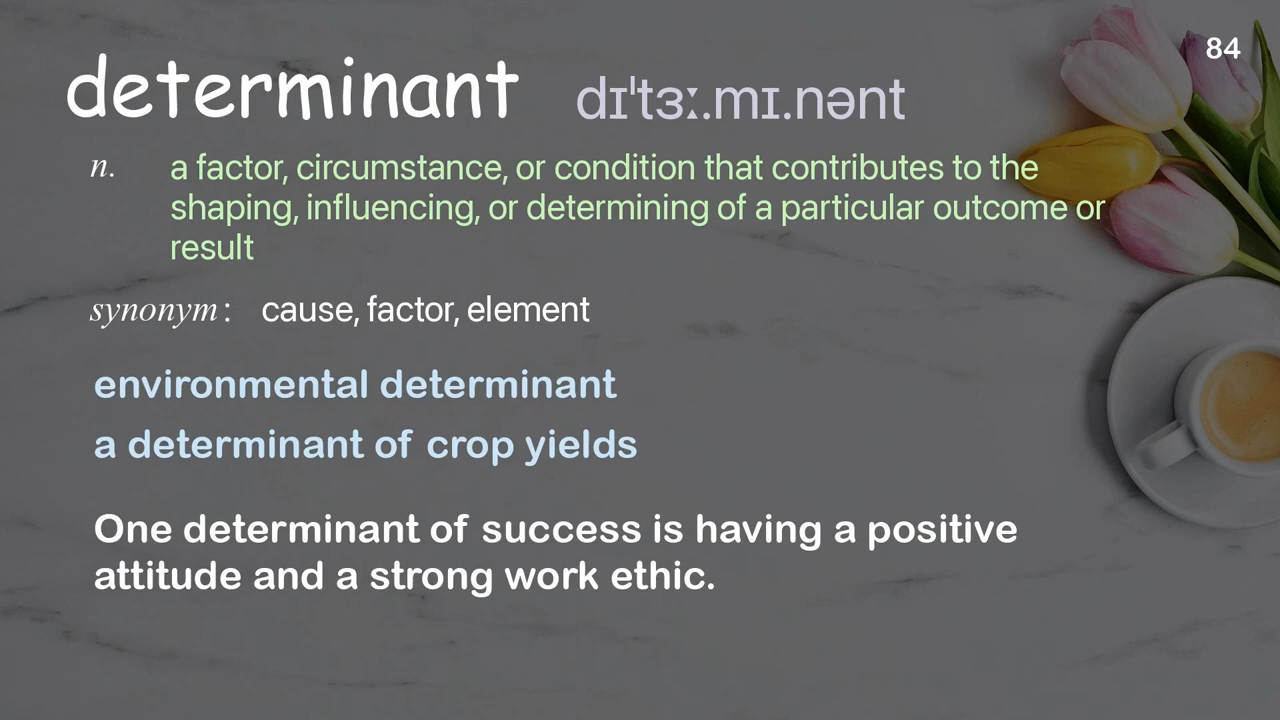 84
determinant dɪˈtɜː.mɪ.nənt
n. a factor, circumstance, or condition that contributes to the
shaping, influencing, or determining of a particular outcome or
result
synonym: cause, factor, element
environmental determinant
a determinant of crop yields
One determinant of success is having a positive
attitude and a strong work ethic.